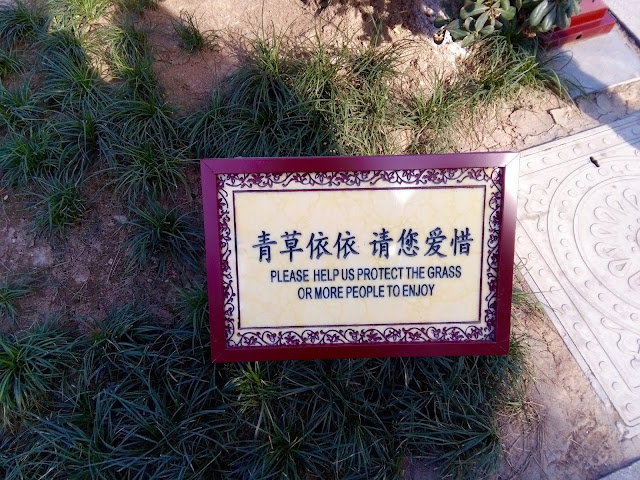 青草依依 请您爱惜
PLEASE HELP US PROTECT THE GRASS
OR MORE PEOPLE TO ENJOY